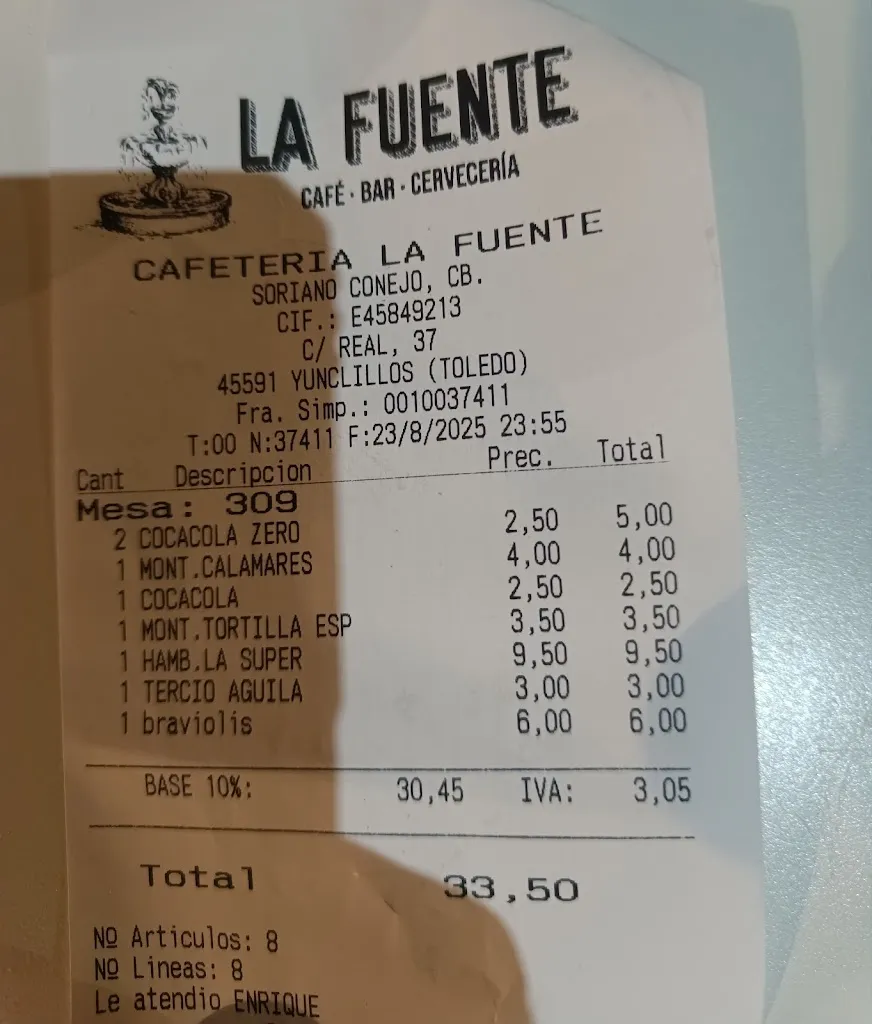 LA FUENTE
CAFÉ · BAR · CERVECERÍA
CAFETERIA LA FUENTE
SORIANO CONEJO, CB.
CIF.: E45849213
C/ REAL, 37
45591 YUNCLILLOS (TOLEDO)
Fra. Simp.: 0010037411
T:00 N:37411 F:23/8/2025 23:55
Cant Descripcion Prec. Total
Mesa: 309
2 COCACOLA ZERO 2,50 5,00
1 MONT.CALAMARES 4,00 4,00
1 COCACOLA 2,50 2,50
1 MONT.TORTILLA ESP 3,50 3,50
1 HAMB.LA SUPER 9,50 9,50
1 TERCIO AGUILA 3,00 3,00
1 braviolis 6,00 6,00
BASE 10%: 30,45 IVA: 3,05
Total 33,50
Nº Articulos: 8
Nº Lineas: 8
Le atendio ENRIQUE